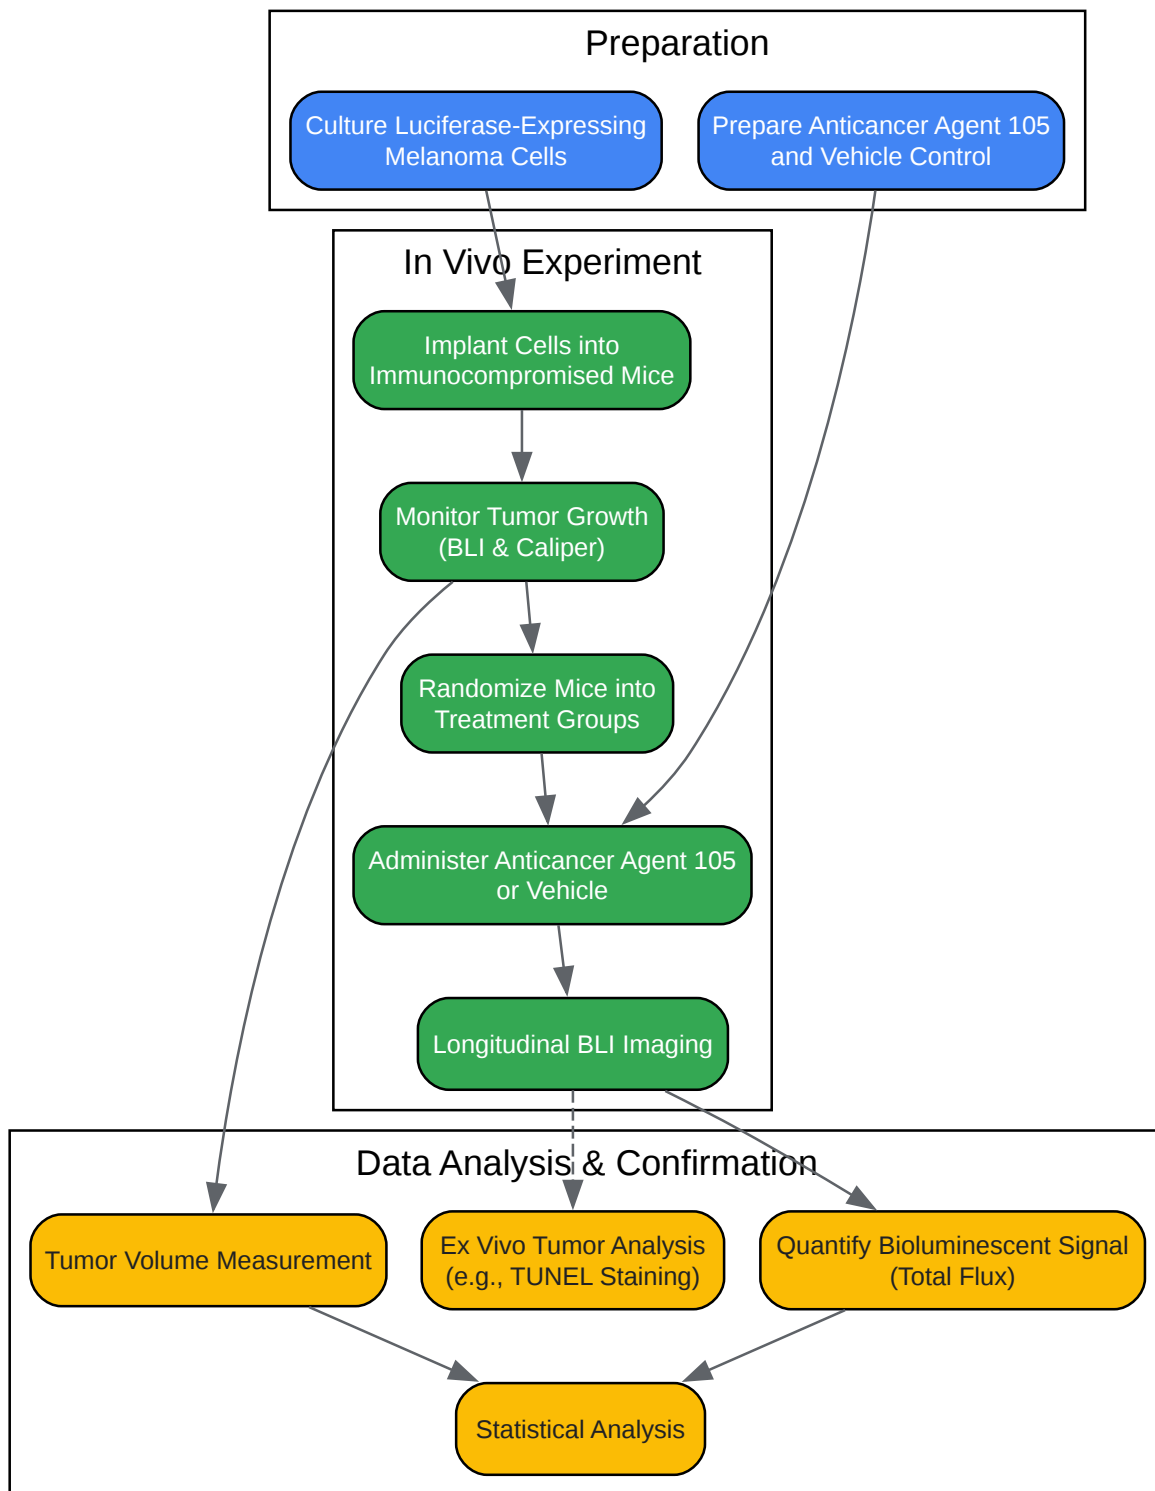 Preparation
Culture Luciferase-Expressing
Melanoma Cells
Prepare Anticancer Agent 105
and Vehicle Control
In Vivo Experiment
Implant Cells into
Immunocompromised Mice
Monitor Tumor Growth
(BLI & Caliper)
Randomize Mice into
Treatment Groups
Administer Anticancer Agent 105
or Vehicle
Longitudinal BLI Imaging
Data Analysis & Confirmation
Tumor Volume Measurement
Ex Vivo Tumor Analysis
(e.g., TUNEL Staining)
Quantify Bioluminescent Signal
(Total Flux)
Statistical Analysis